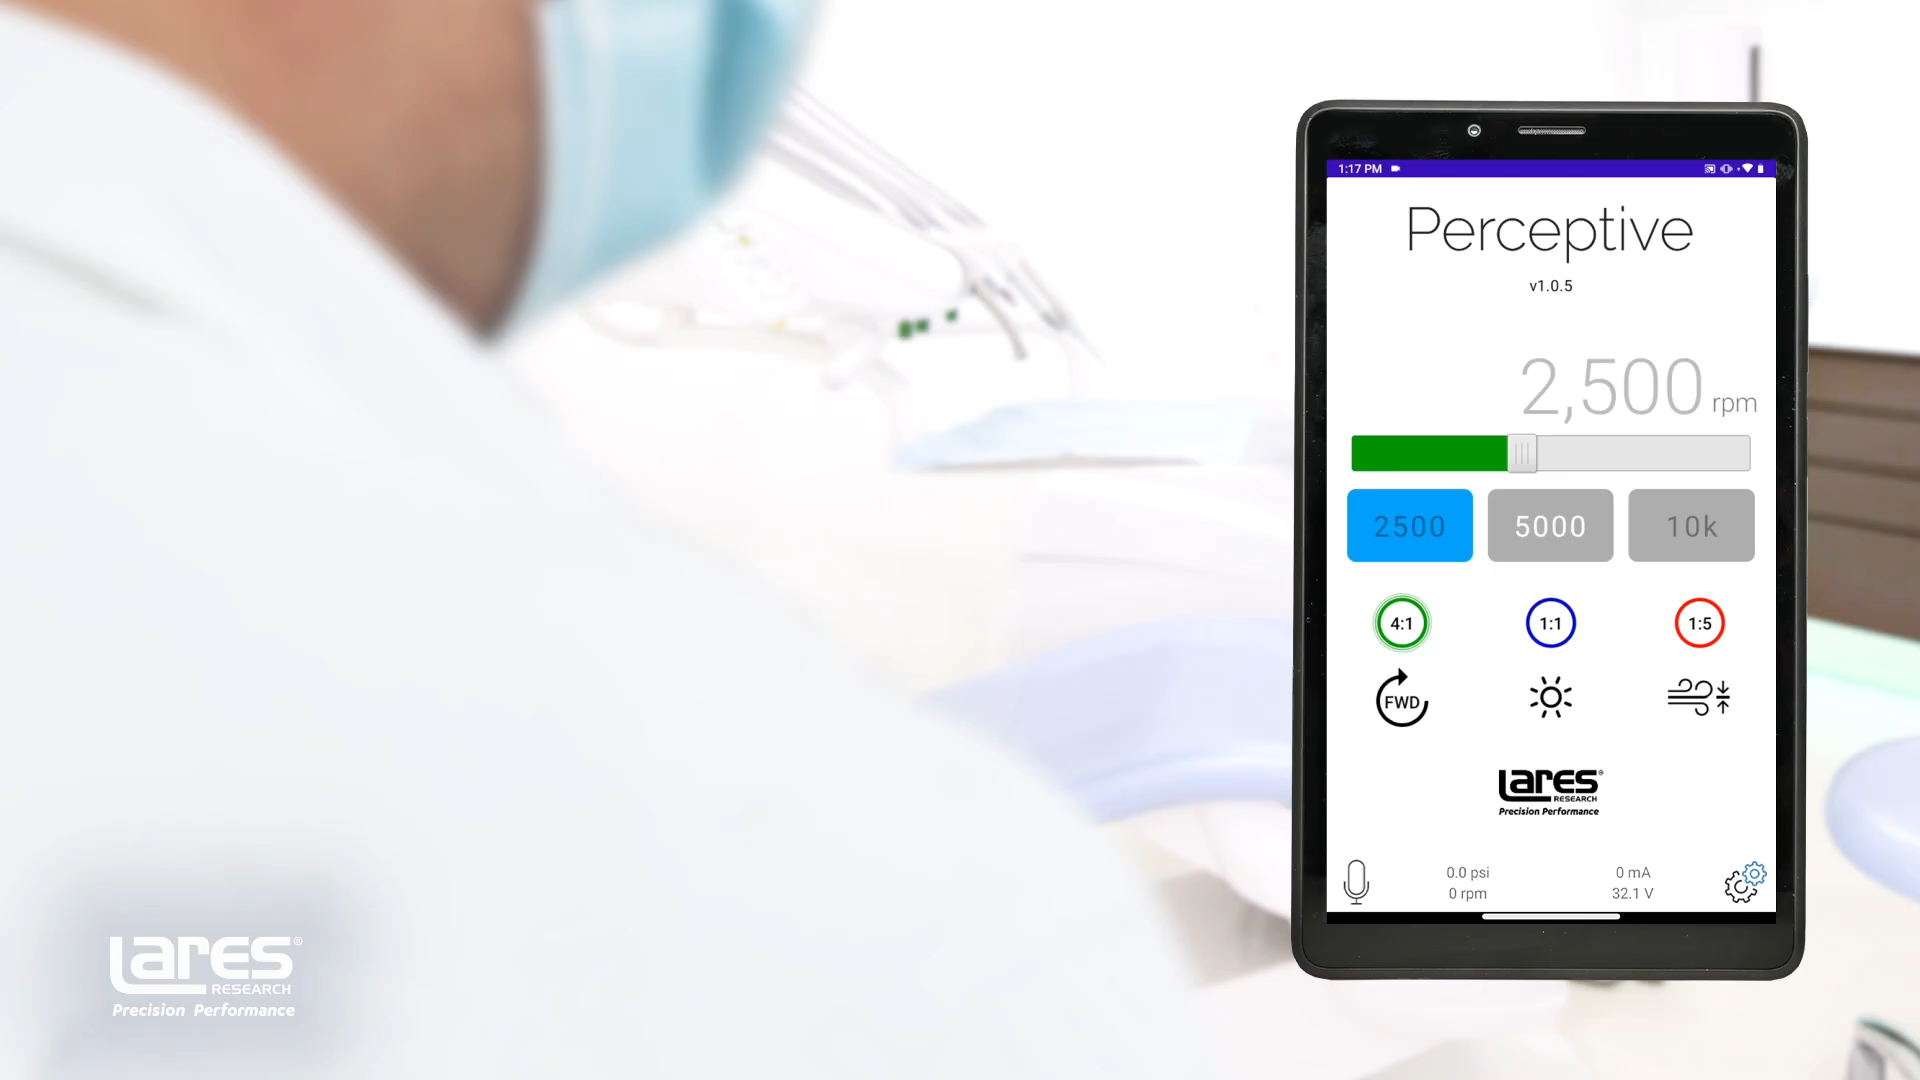 1:17 PM
Perceptive
v1.0.5
2,500 rpm
2500 5000 10k
4:1 1:1 1:5
FWD
Lares®
RESEARCH
Precision Performance
0.0 psi 0 mA
0 rpm 32.1 V
Lares®
RESEARCH
Precision Performance